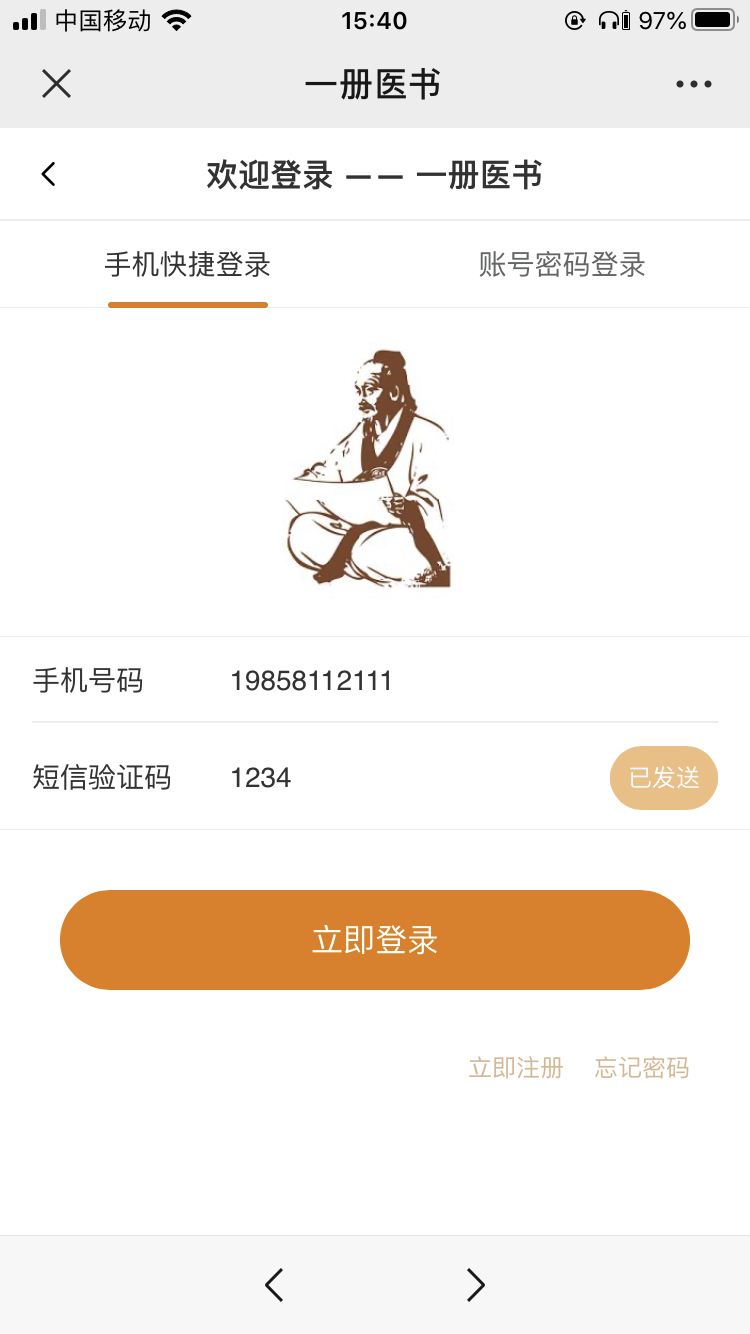 中国移动 15:40 97%
一册医书
欢迎登录 —— 一册医书
手机快捷登录 账号密码登录
手机号码 19858112111
短信验证码 1234 已发送
立即登录
立即注册 忘记密码